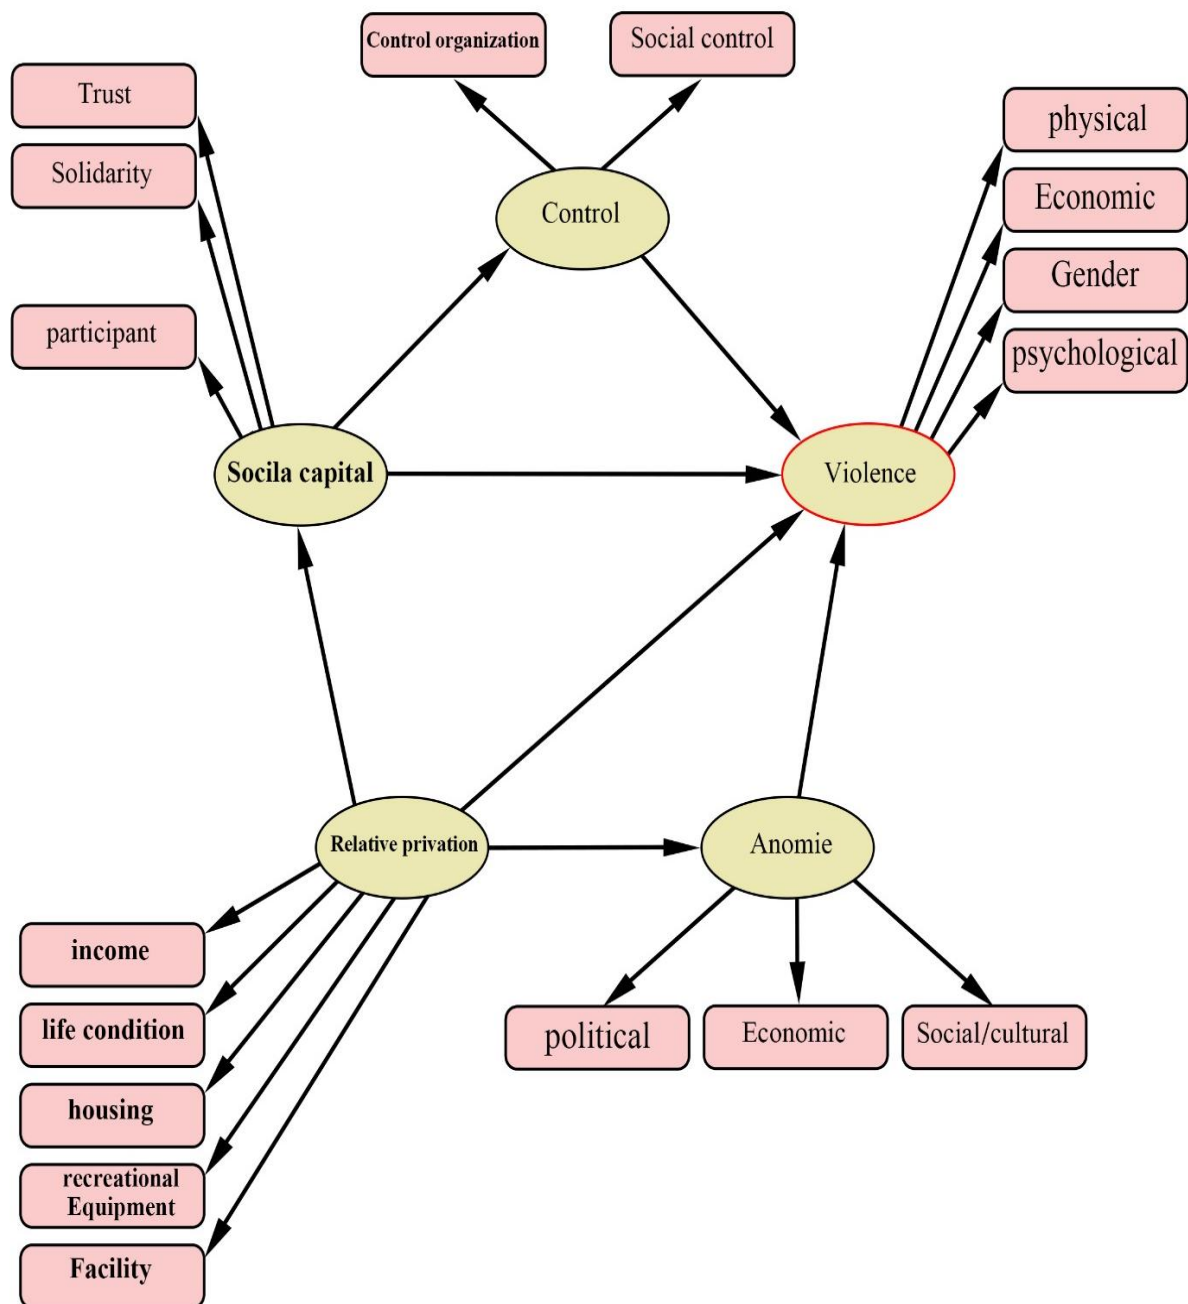 Control organization
Social control
Trust
Solidarity
participant
physical
Economic
Gender
psychological
Control
Socila capital
Violence
Relative privation
Anomie
income
life condition
housing
recreational
Equipment
Facility
political
Economic
Social/cultural